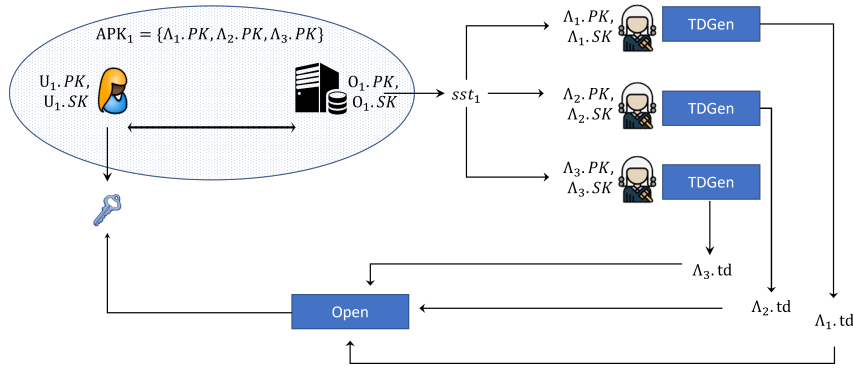 APK₁ = {Λ₁.PK, Λ₂.PK, Λ₃.PK}
U₁.PK,
U₁.SK
O₁.PK,
O₁.SK
sst₁
Λ₁.PK,
Λ₁.SK
TDGen
Λ₂.PK,
Λ₂.SK
TDGen
Λ₃.PK,
Λ₃.SK
TDGen
Λ₃.td
Open
Λ₂.td
Λ₁.td